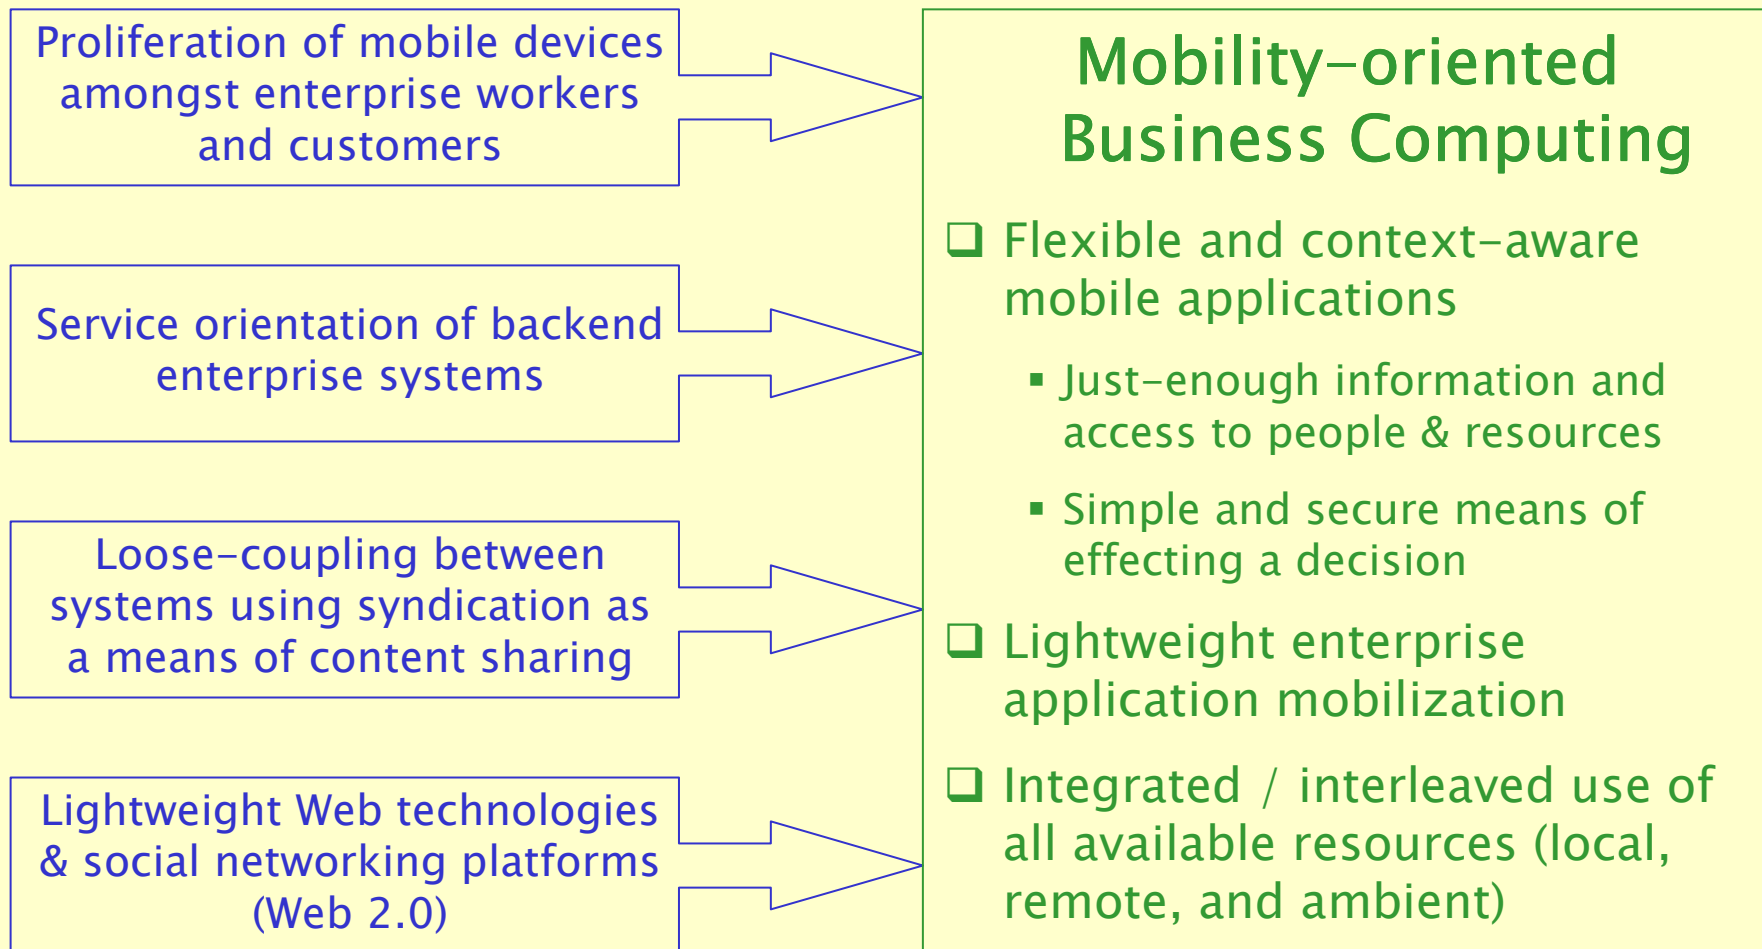 Proliferation of mobile devices
amongst enterprise workers
and customers
Service orientation of backend
enterprise systems
Loose-coupling between
systems using syndication as
a means of content sharing
Lightweight Web technologies
& social networking platforms
(Web 2.0)
Mobility-oriented
Business Computing
❑ Flexible and context-aware
mobile applications
▪ Just-enough information and
access to people & resources
▪ Simple and secure means of
effecting a decision
❑ Lightweight enterprise
application mobilization
❑ Integrated / interleaved use of
all available resources (local,
remote, and ambient)